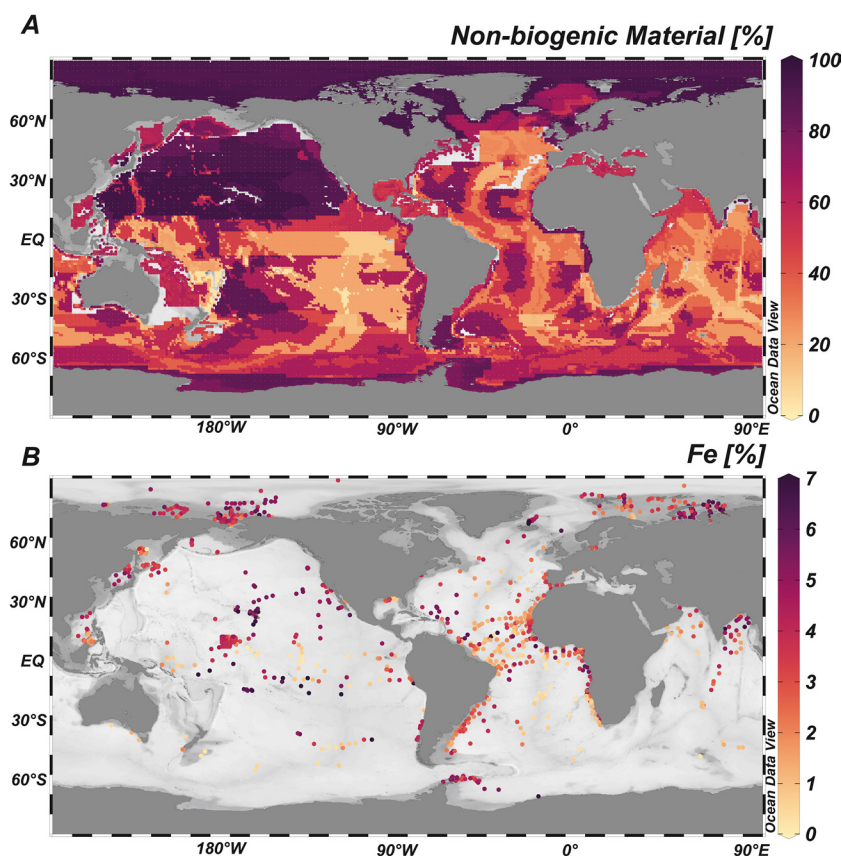 A
Non-biogenic Material [%]
100
60°N
80
30°N
60
EQ
40
30°S
20
60°S
Ocean Data View
0
180°W
90°W
0°
90°E
B
Fe [%]
7
60°N
6
5
30°N
4
EQ
3
30°S
2
1
60°S
Ocean Data View
0
180°W
90°W
0°
90°E